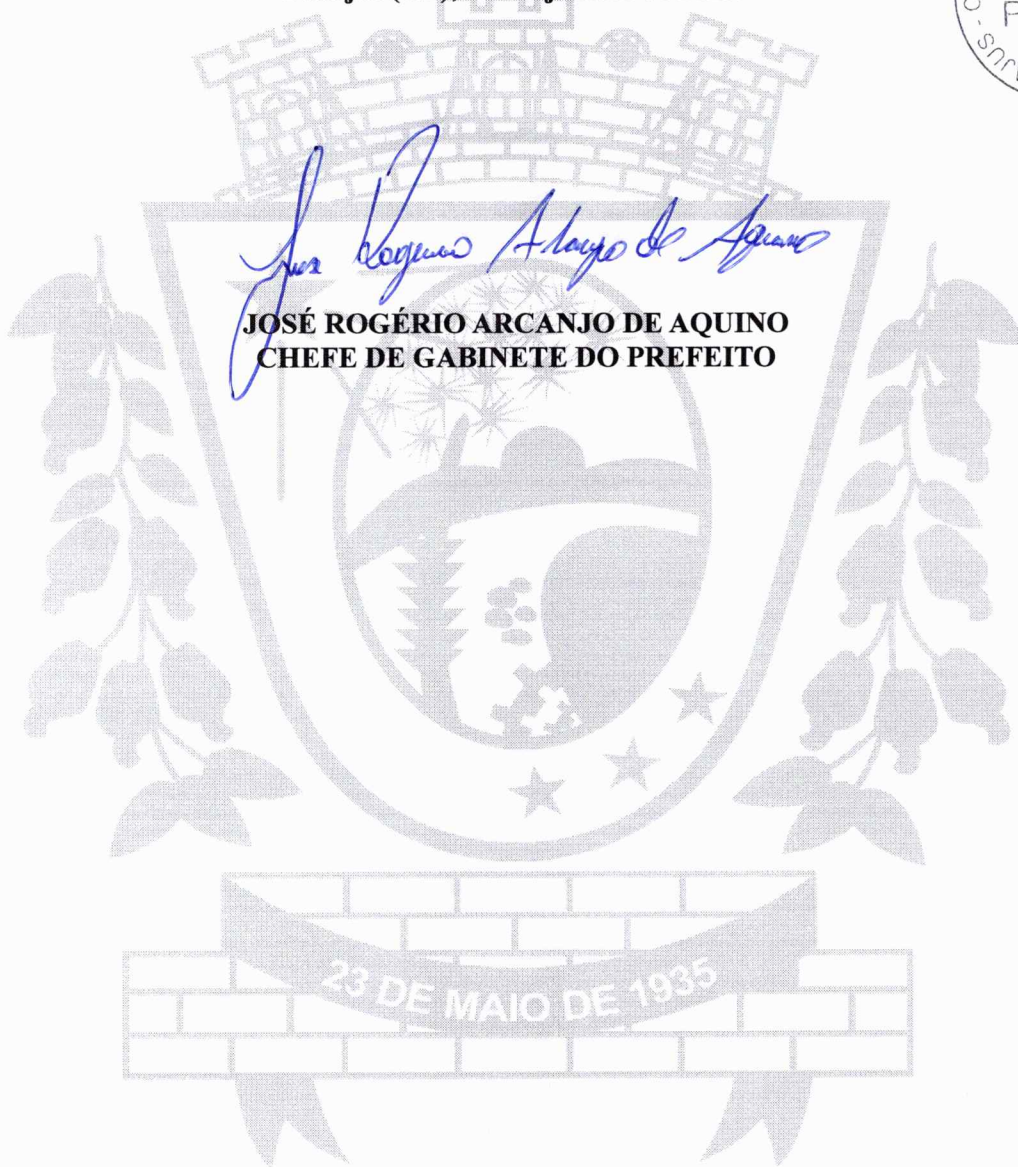 José Rogério Arcanjo de Aquino
JOSÉ ROGÉRIO ARCANJO DE AQUINO
CHEFE DE GABINETE DO PREFEITO
23 DE MAIO DE 1935